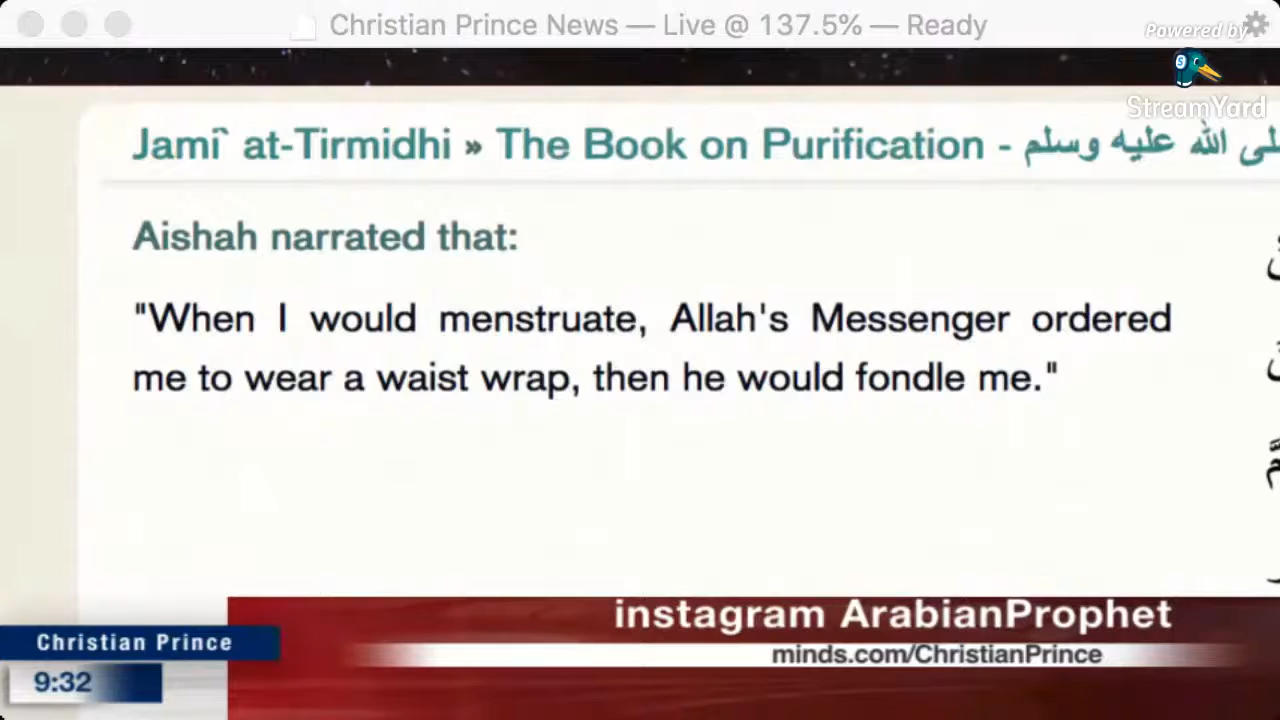 Christian Prince News — Live @ 137.5% — Ready
Powered by
StreamYard
Jami` at-Tirmidhi » The Book on Purification - الله عليه وسلم
Aishah narrated that:
"When I would menstruate, Allah's Messenger ordered
me to wear a waist wrap, then he would fondle me."
instagram ArabianProphet
Christian Prince
minds.com/ChristianPrince
9:32